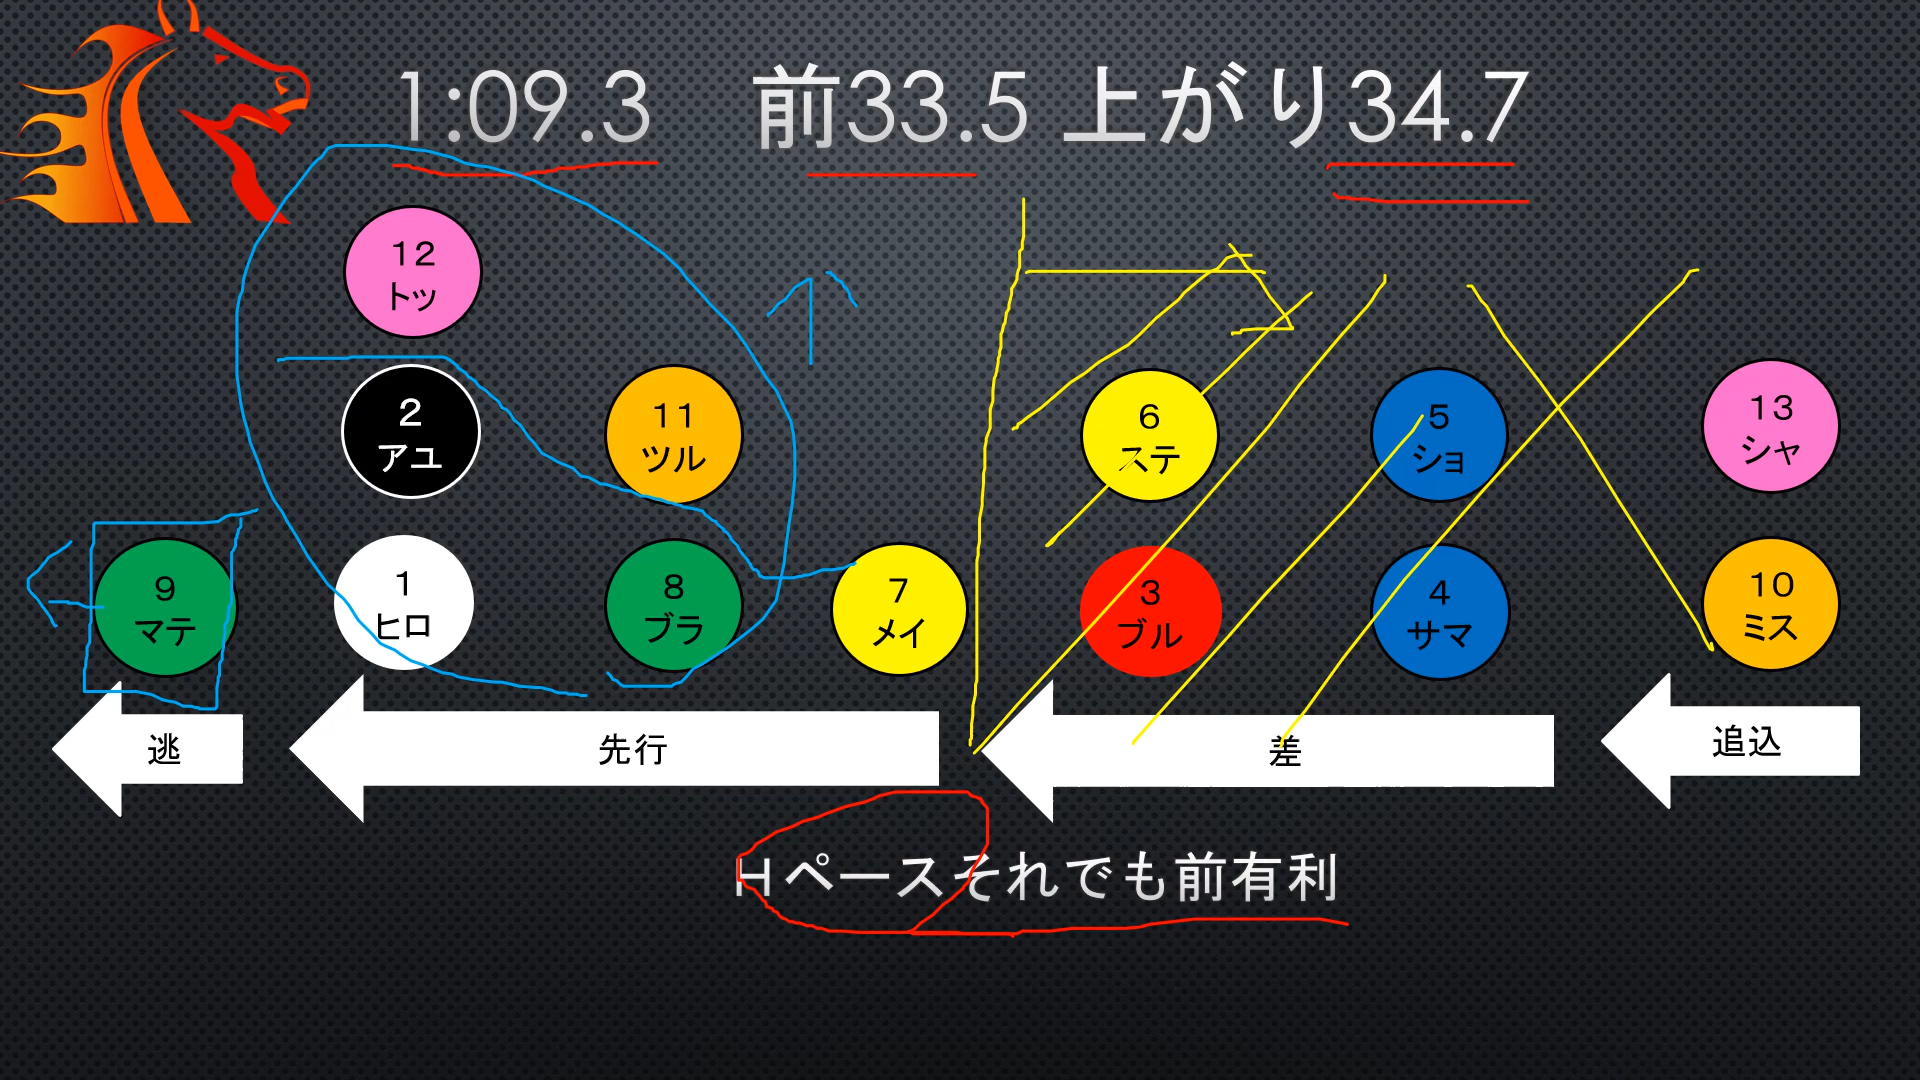 1:09.3 前33.5 上がり34.7
12
トッ
2
アユ
11
ツル
6
ステ
5
ショ
13
シャ
9
マテ
1
ヒロ
8
ブラ
7
メイ
3
ブル
4
サマ
10
ミス
逃
先行
差
追込
Hペースそれでも前有利